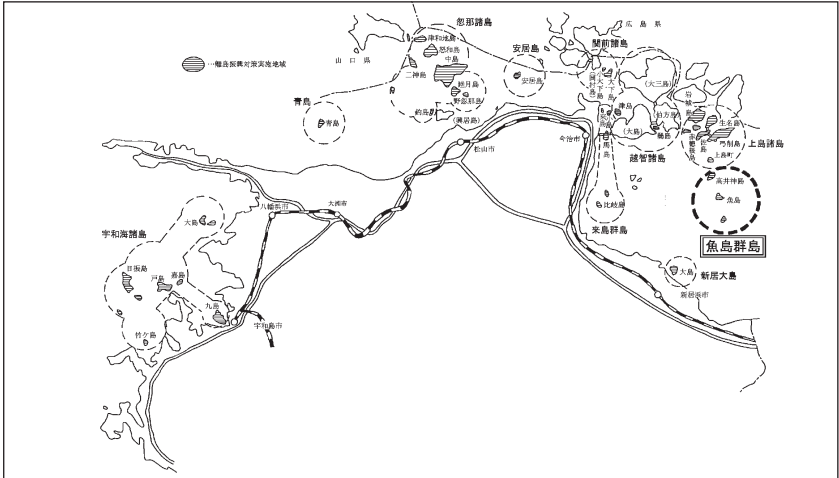 …離島振興対策実施地域
広島県
山口県
忽那諸島
津和地島
怒和島
中島
二神島
睦月島
野忽那島
釣島
(興居島)
安居島
安居島
関前諸島
(岡村島)
小大下島
大下島
(大三島)
津島
(伯方島)
(大島)
鵜島
越智諸島
岩城島
生名島
弓削島
佐島
赤穂根島
上島町
上島諸島
高井神島
魚島
魚島群島
青島
青島
松山市
今治市
馬島
比岐島
来島群島
大島
新居大島
新居浜市
大洲市
八幡浜市
大島
宇和海諸島
日振島
戸島
嘉島
九島
竹ケ島
宇和島市